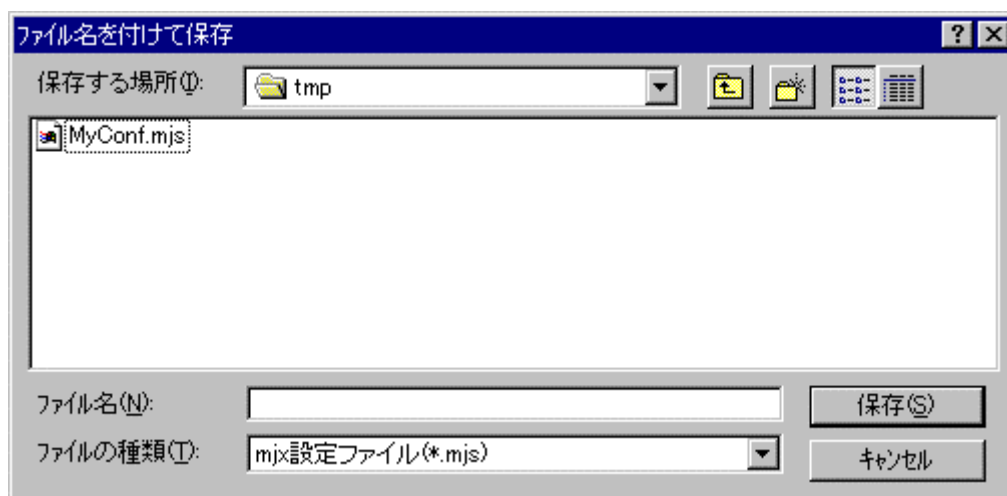 ファイル名を付けて保存
保存する場所(I): tmp
MyConf.mjs
ファイル名(N): 保存(S)
ファイルの種類(T): mjx設定ファイル(*.mjs) キャンセル